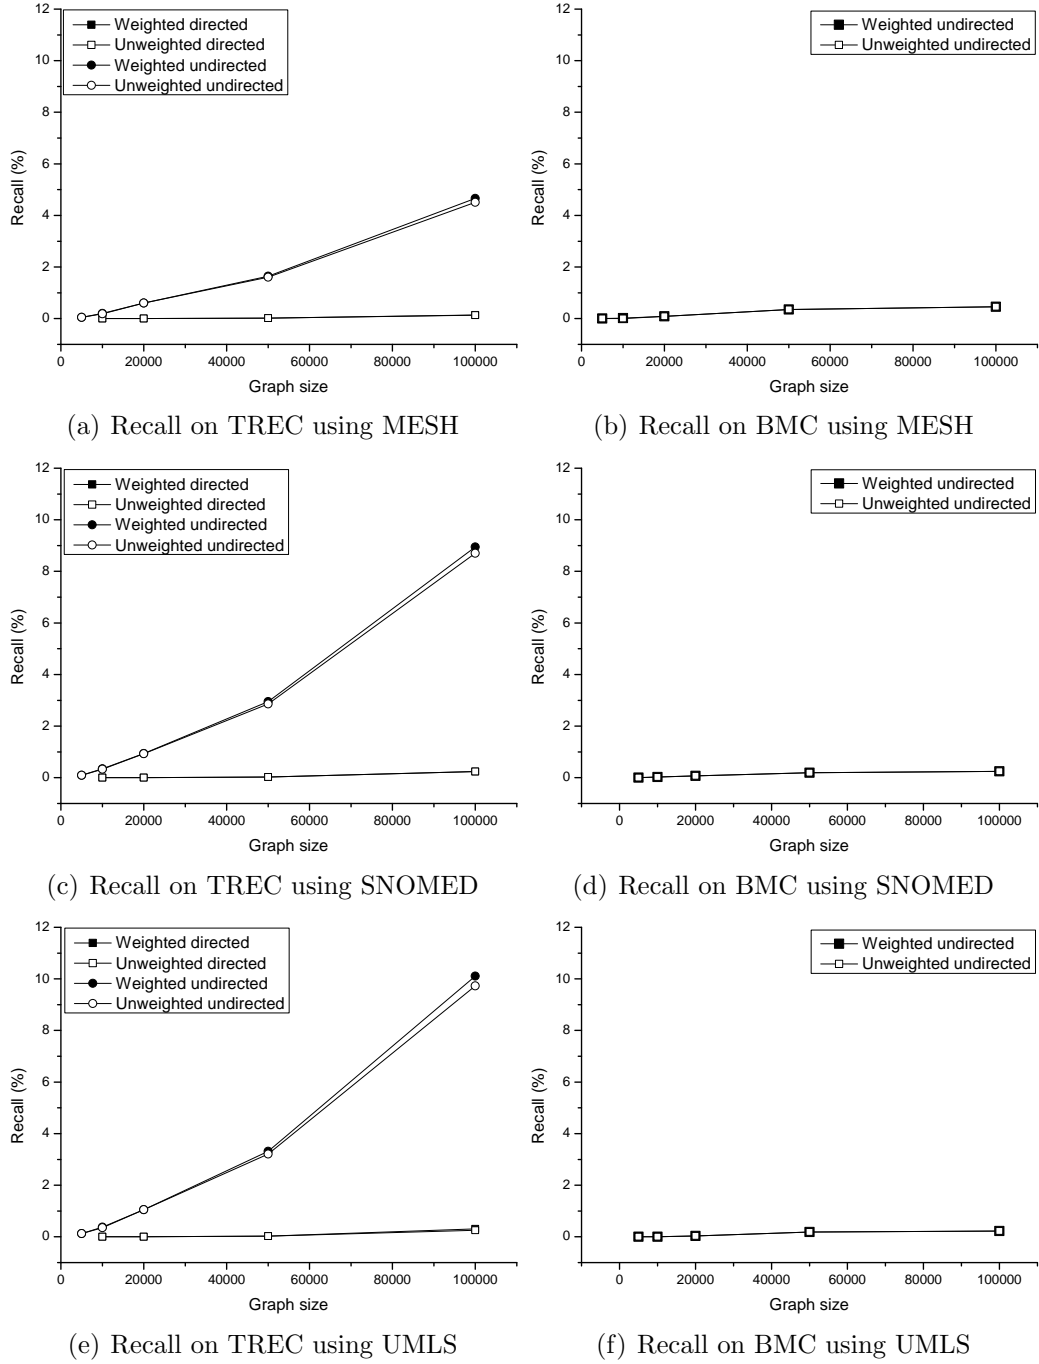 12
10
8
6
4
2
0
Recall (%)
Weighted directed
Unweighted directed
Weighted undirected
Unweighted undirected
0 20000 40000 60000 80000 100000
Graph size
(a) Recall on TREC using MESH
12
10
8
6
4
2
0
Recall (%)
Weighted undirected
Unweighted undirected
0 20000 40000 60000 80000 100000
Graph size
(b) Recall on BMC using MESH
12
10
8
6
4
2
0
Recall (%)
Weighted directed
Unweighted directed
Weighted undirected
Unweighted undirected
0 20000 40000 60000 80000 100000
Graph size
(c) Recall on TREC using SNOMED
12
10
8
6
4
2
0
Recall (%)
Weighted undirected
Unweighted undirected
0 20000 40000 60000 80000 100000
Graph size
(d) Recall on BMC using SNOMED
12
10
8
6
4
2
0
Recall (%)
Weighted directed
Unweighted directed
Weighted undirected
Unweighted undirected
0 20000 40000 60000 80000 100000
Graph size
(e) Recall on TREC using UMLS
12
10
8
6
4
2
0
Recall (%)
Weighted undirected
Unweighted undirected
0 20000 40000 60000 80000 100000
Graph size
(f) Recall on BMC using UMLS